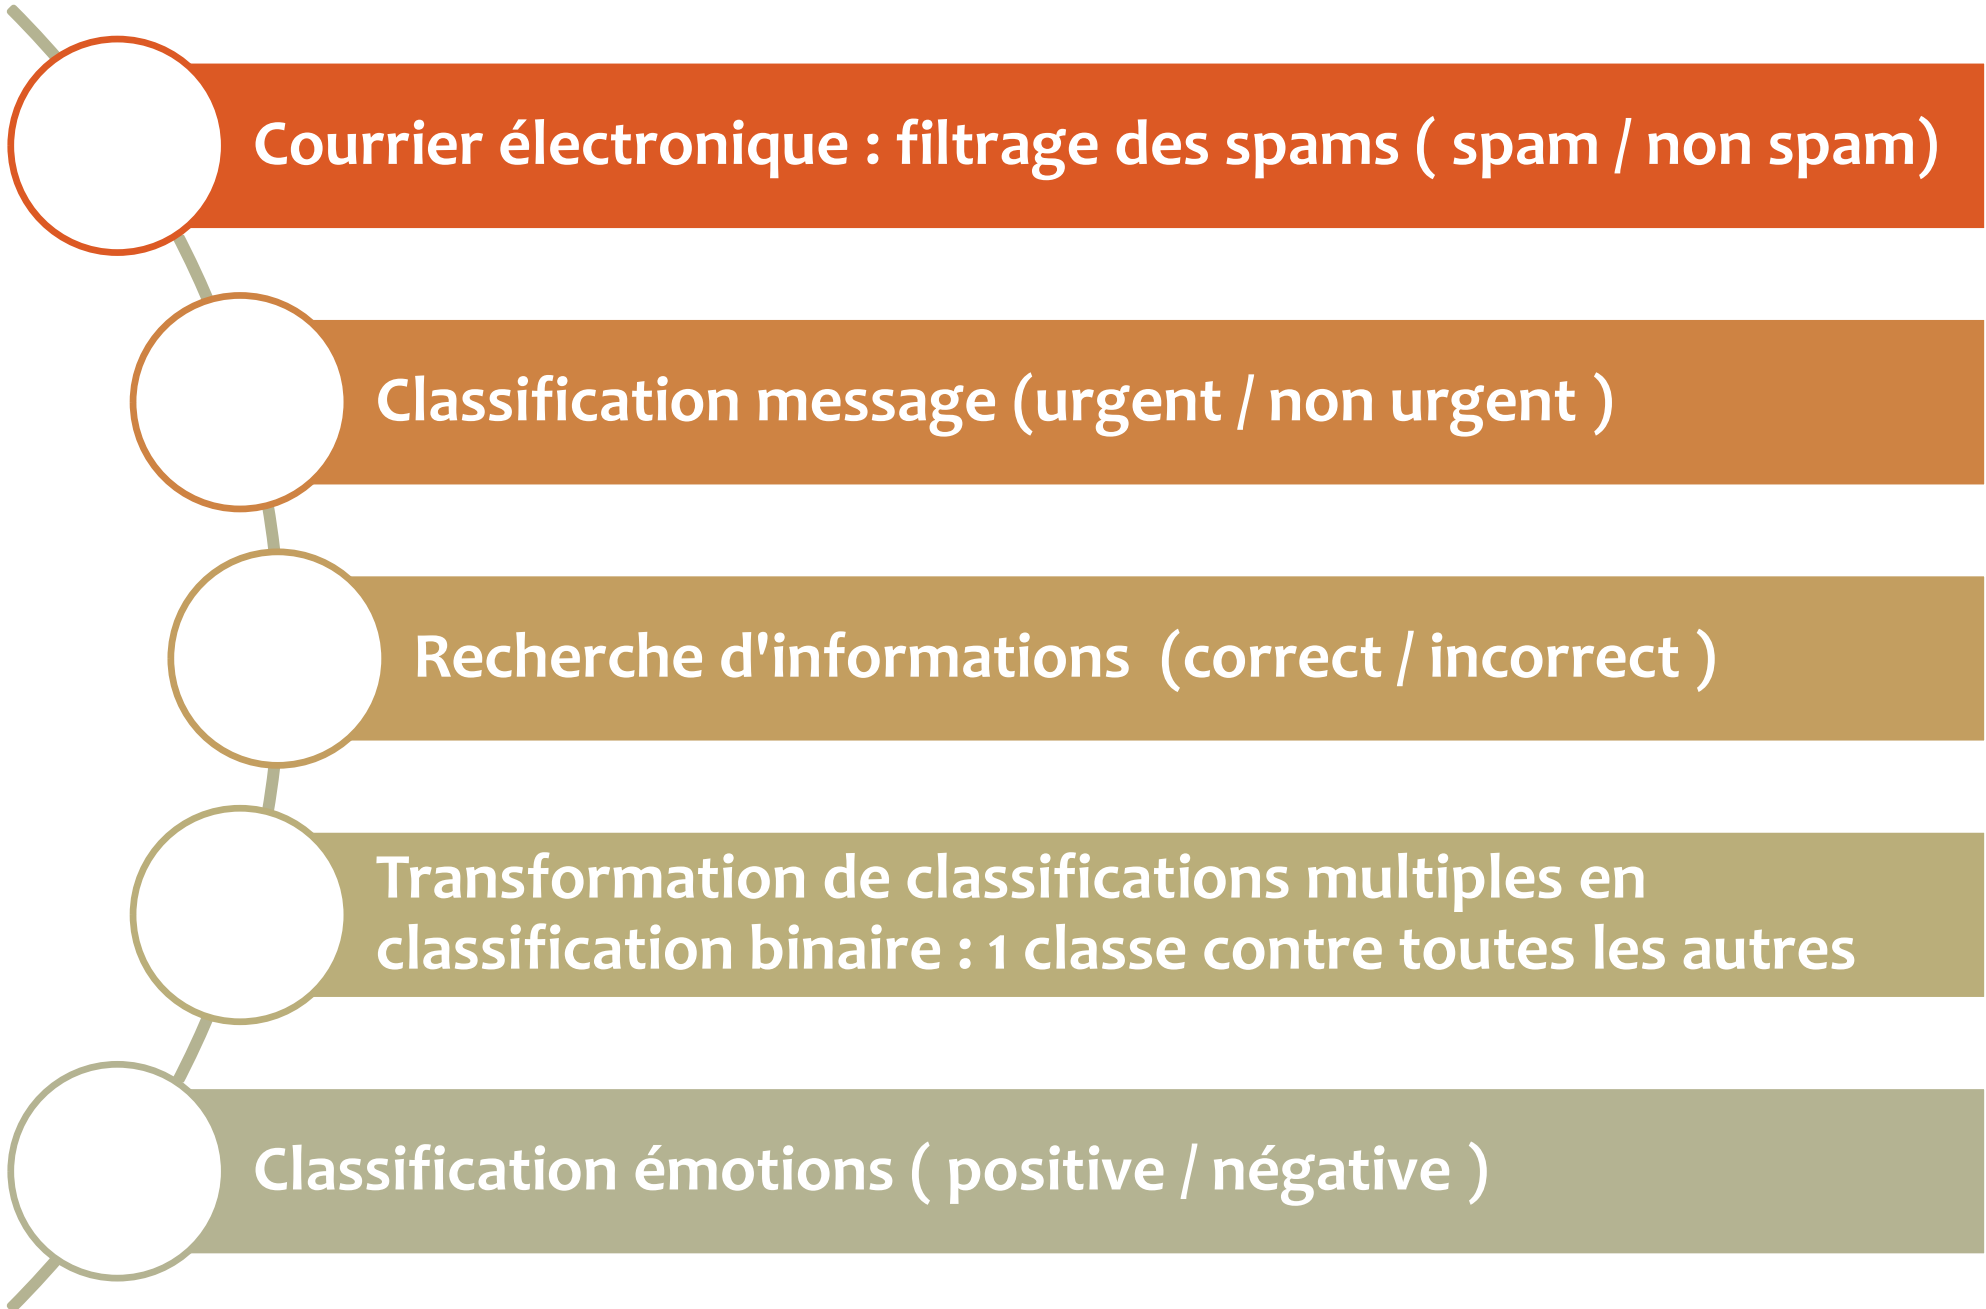 Courrier électronique : filtrage des spams ( spam / non spam)
Classification message (urgent / non urgent )
Recherche d'informations  (correct / incorrect )
Transformation de classifications multiples en
classification binaire : 1 classe contre toutes les autres
Classification émotions ( positive / négative )